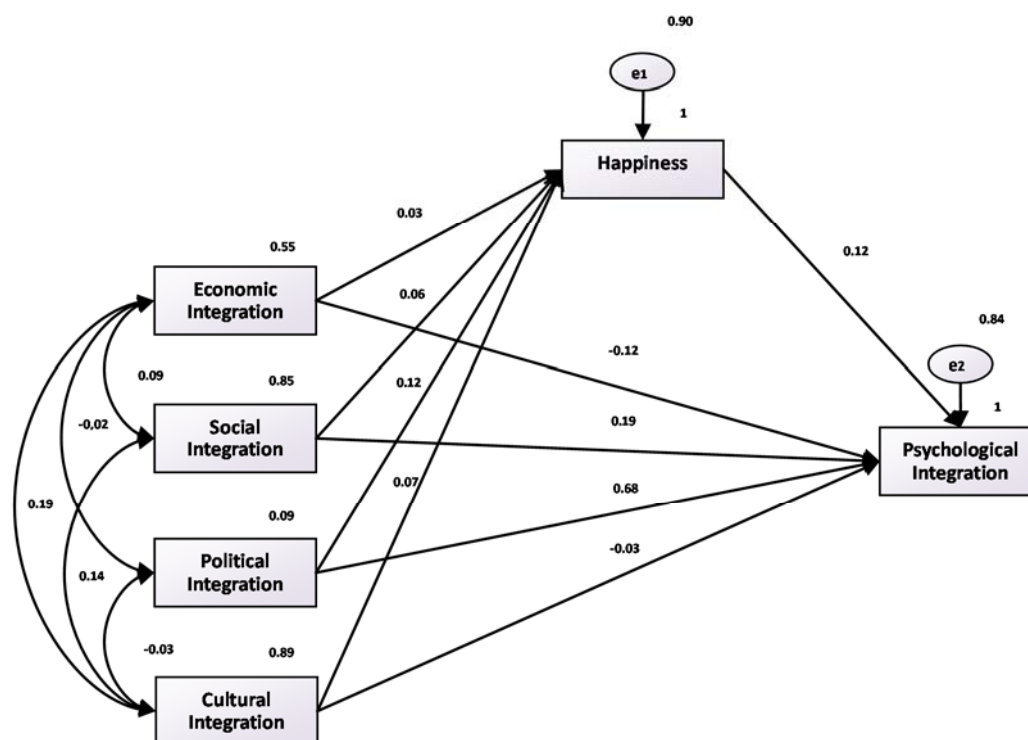 0.90
e1
1
Happiness
0.03
0.55
Economic
Integration
0.06
0.12
-0.12
0.84
e2
0.09
0.85
0.12
1
Social
Integration
-0,02
0.19
Psychological
Integration
0.07
0.68
0.19
0.09
-0.03
Political
Integration
0.14
-0.03
0.89
Cultural
Integration